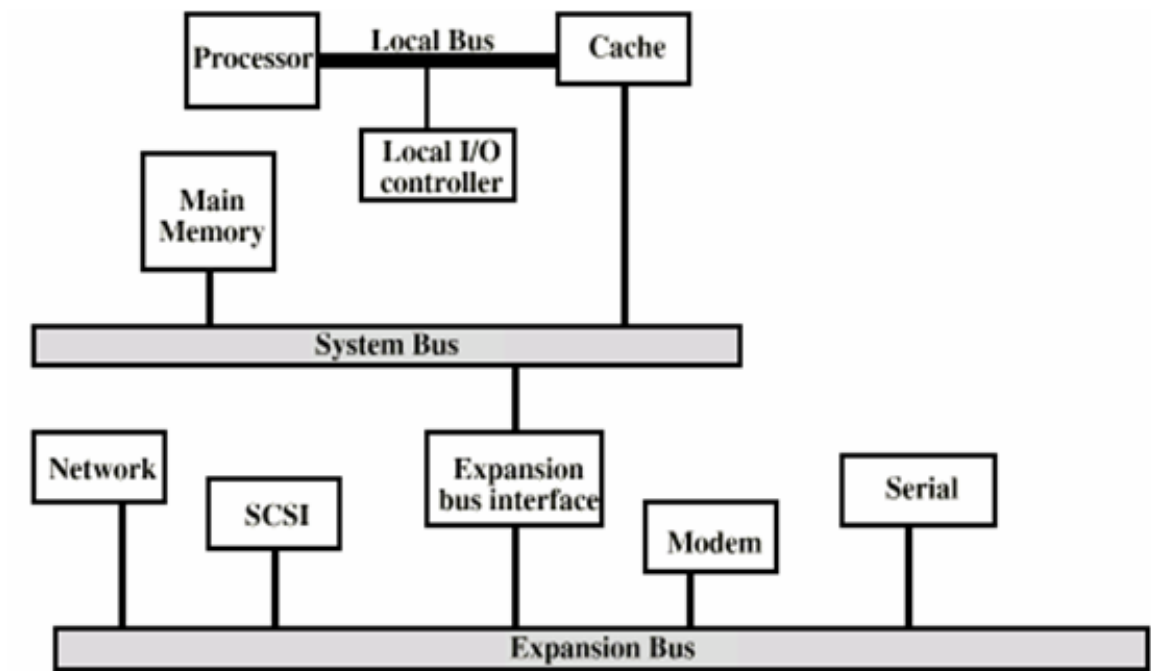 Local Bus
Processor
Cache
Local I/O
controller
Main
Memory
System Bus
Network
SCSI
Expansion
bus interface
Modem
Serial
Expansion Bus